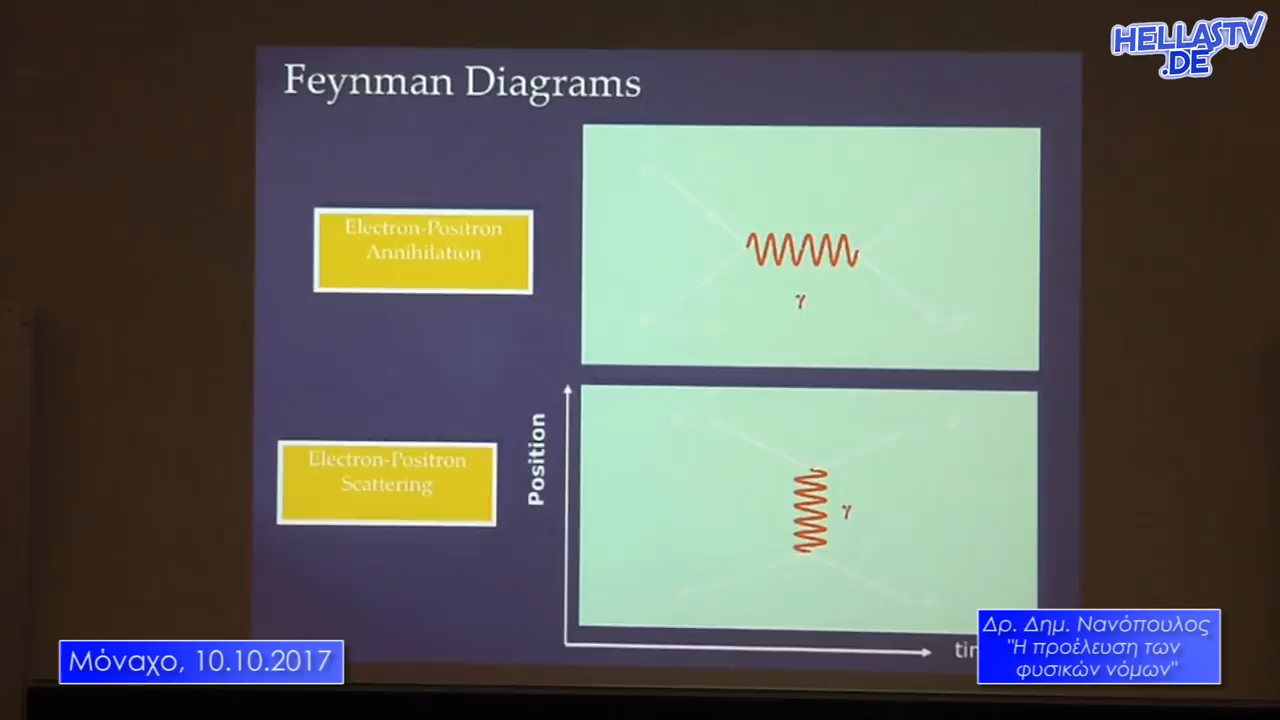 HELLASTV
.DE
Feynman Diagrams
Electron-Positron
Annihilation
γ
Electron-Positron
Scattering
Position
γ
Μόναχο, 10.10.2017
Δρ. Δημ. Νανόπουλος
"Η προέλευση των
φυσικών νόμων"